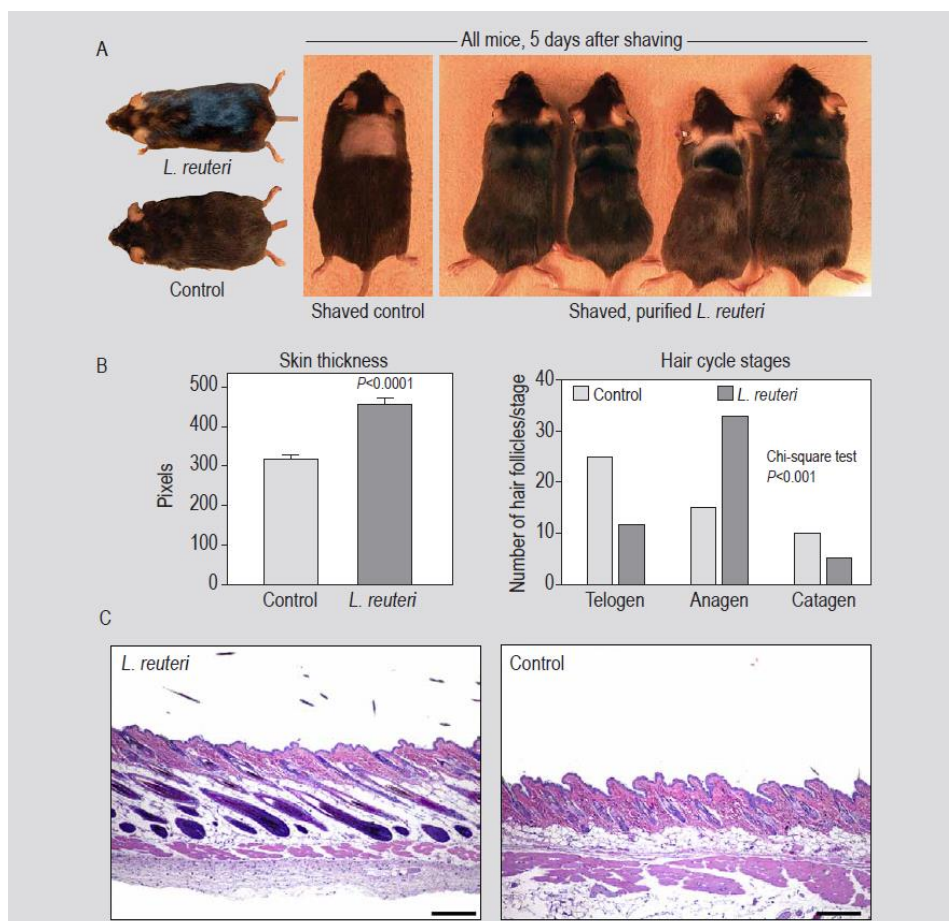 A
All mice, 5 days after shaving
L. reuteri
Control
Shaved control
Shaved, purified L. reuteri
B
Skin thickness
P<0.0001
500
400
300
200
100
0
Pixels
Control
L. reuteri
Hair cycle stages
40
30
20
10
0
Number of hair follicles/stage
Control
L. reuteri
Chi-square test
P<0.001
Telogen
Anagen
Catagen
C
L. reuteri
Control